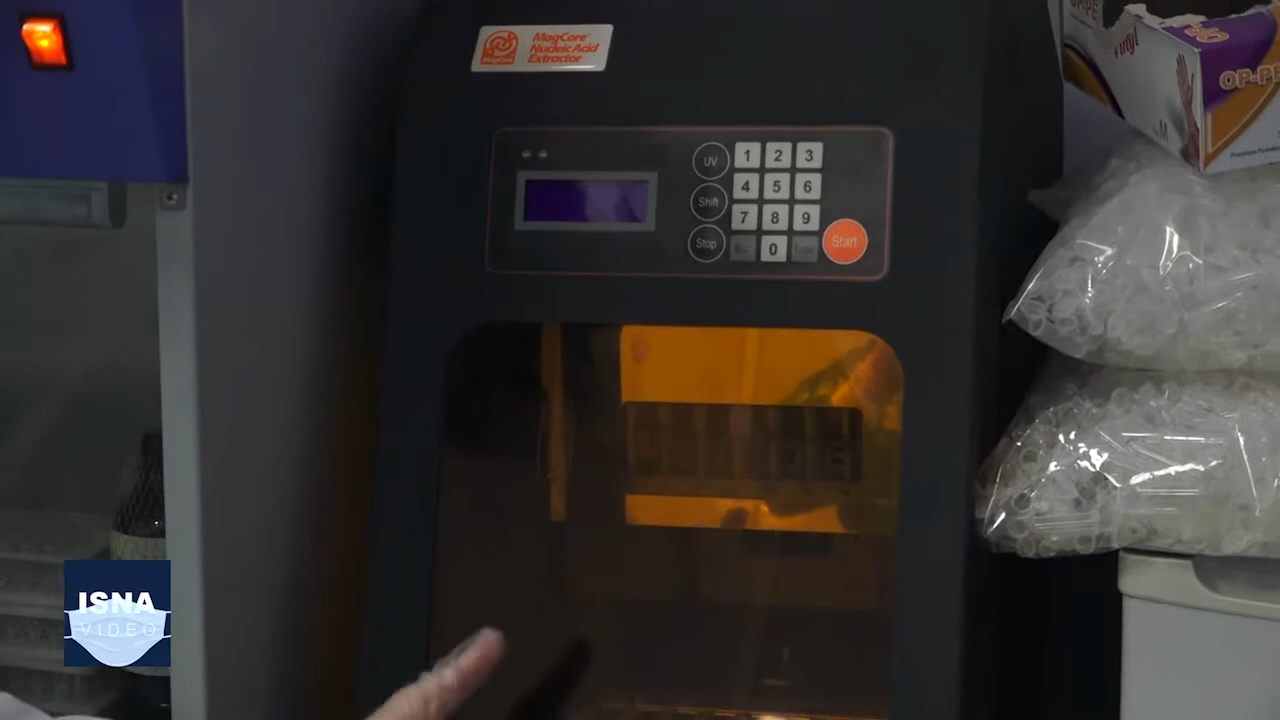 MagCore
Nucleic Acid
Extractor
MagCore
UV
1 2 3
Shift
4 5 6
7 8 9
Stop
0
Start
vinyl
OP-PE
M
ISNA
VIDEO